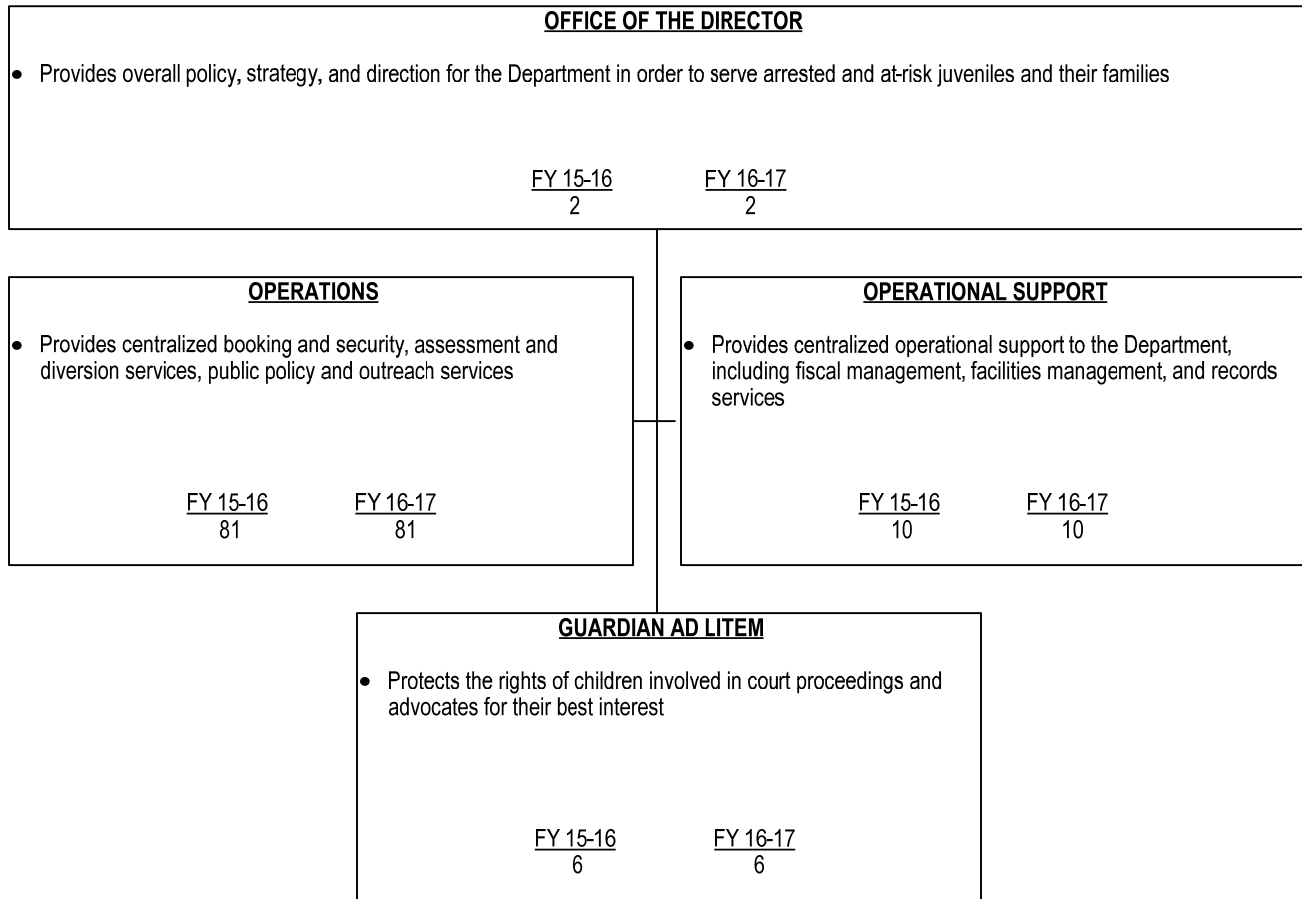 OFFICE OF THE DIRECTOR
• Provides overall policy, strategy, and direction for the Department in order to serve arrested and at-risk juveniles and their families
FY 15-16 FY 16-17
2 2
OPERATIONS
• Provides centralized booking and security, assessment and
diversion services, public policy and outreach services
FY 15-16 FY 16-17
81 81
OPERATIONAL SUPPORT
• Provides centralized operational support to the Department,
including fiscal management, facilities management, and records
services
FY 15-16 FY 16-17
10 10
GUARDIAN AD LITEM
• Protects the rights of children involved in court proceedings and
advocates for their best interest
FY 15-16 FY 16-17
6 6